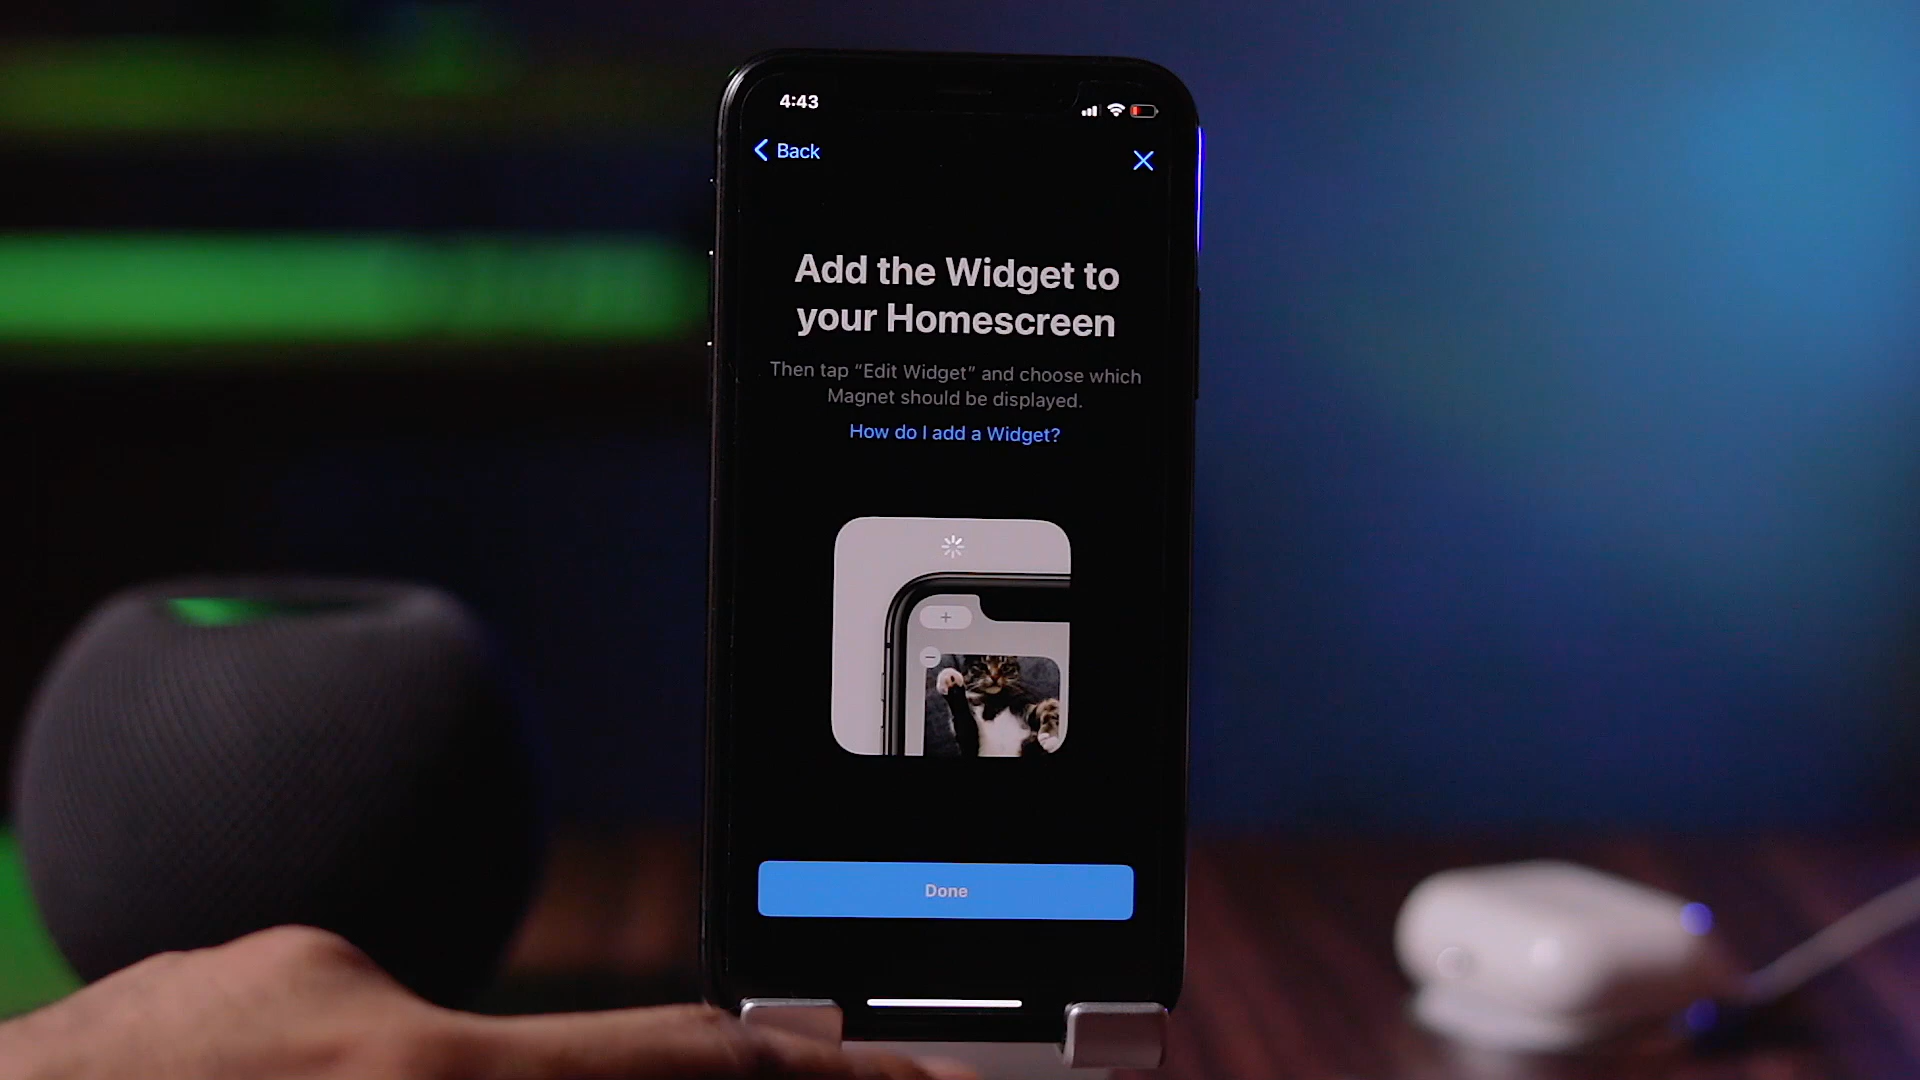 4:43
Back
Add the Widget to
your Homescreen
Then tap “Edit Widget” and choose which
Magnet should be displayed.
How do I add a Widget?
Done